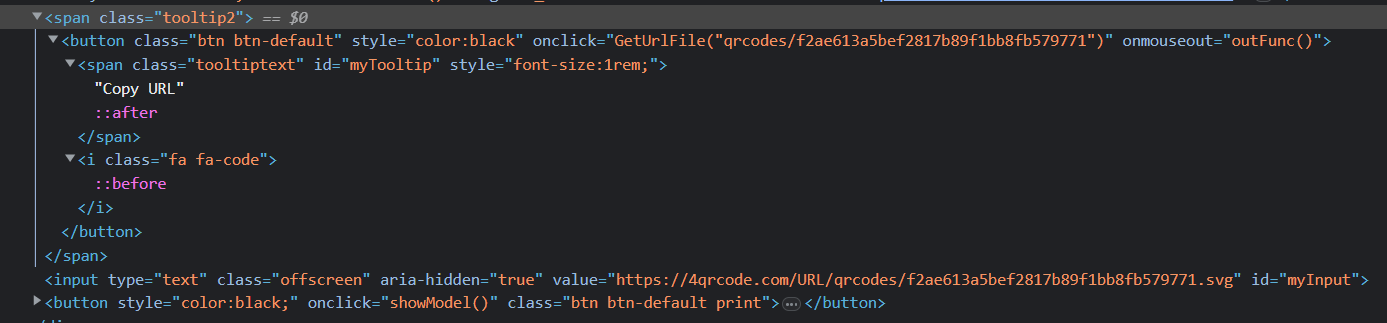 <span class="tooltip2"> == $0
<button class="btn btn-default" style="color:black" onclick="GetUrlFile("qrcodes/f2ae613a5bef2817b89f1bb8fb579771")" onmouseout="outFunc()">
<span class="tooltiptext" id="myTooltip" style="font-size:1rem;">
"Copy URL"
::after
</span>
<i class="fa fa-code">
::before
</i>
</button>
</span>
<input type="text" class="offscreen" aria-hidden="true" value="https://4qrcode.com/URL/qrcodes/f2ae613a5bef2817b89f1bb8fb579771.svg" id="myInput">
<button style="color:black;" onclick="showModel()" class="btn btn-default print">…</button>